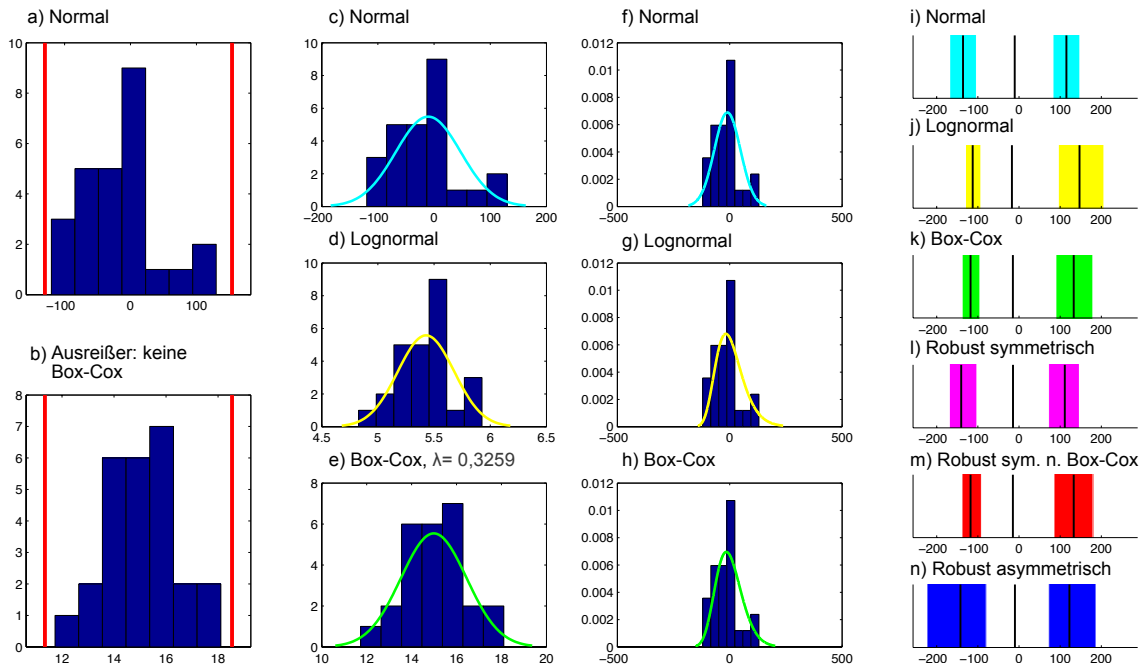 a) Normal
10
8
6
4
2
0
−100 0 100
b) Ausreißer: keine
Box-Cox
8
7
6
5
4
3
2
1
0
12 14 16 18
c) Normal
10
8
6
4
2
0
−200 −100 0 100 200
d) Lognormal
10
8
6
4
2
0
4.5 5 5.5 6 6.5
e) Box-Cox, λ= 0,3259
8
6
4
2
0
10 12 14 16 18 20
f) Normal
0.012
0.01
0.008
0.006
0.004
0.002
0
−500 0 500
g) Lognormal
0.012
0.01
0.008
0.006
0.004
0.002
0
−500 0 500
h) Box-Cox
0.012
0.01
0.008
0.006
0.004
0.002
0
−500 0 500
i) Normal
−200 −100 0 100 200
j) Lognormal
−200 −100 0 100 200
k) Box-Cox
−200 −100 0 100 200
l) Robust symmetrisch
−200 −100 0 100 200
m) Robust sym. n. Box-Cox
−200 −100 0 100 200
n) Robust asymmetrisch
−200 −100 0 100 200